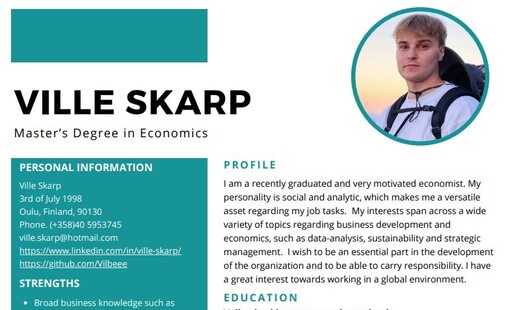 VILLE SKARP
Master's Degree in Economics
PERSONAL INFORMATION
Ville Skarp
3rd of July 1998
Oulu, Finland, 90130
Phone. (+358)40 5953745
ville.skarp@hotmail.com
https://www.linkedin.com/in/ville-skarp/
https://github.com/Vilbeee
STRENGTHS
Broad business knowledge such as
PROFILE
I am a recently graduated and very motivated economist. My
personality is social and analytic, which makes me a versatile
asset regarding my job tasks. My interests span across a wide
variety of topics regarding business development and
economics, such as data-analysis, sustainability and strategic
management. I wish to be an essential part in the development
of the organization and to be able to carry responsibility. I have
a great interest towards working in a global environment.
EDUCATION